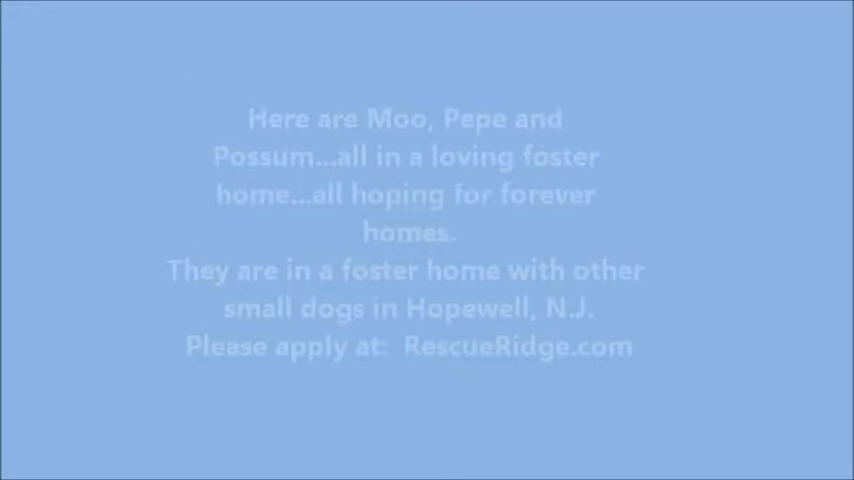 Here are Moo, Pepe and
Possum...all in a loving foster
home...all hoping for forever
homes.
They are in a foster home with other
small dogs in Hopewell, N.J.
Please apply at:  RescueRidge.com